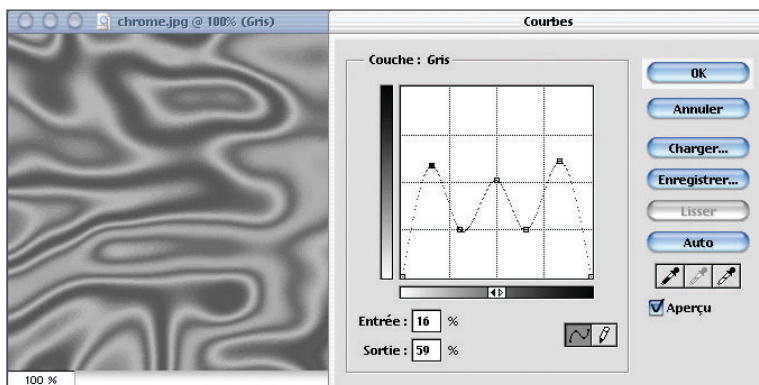 chrome.jpg @ 100% (Gris)
100 %
Courbes
Couche : Gris
Entrée : 16 %
Sortie : 59 %
OK
Annuler
Charger...
Enregistrer...
Lisser
Auto
Aperçu